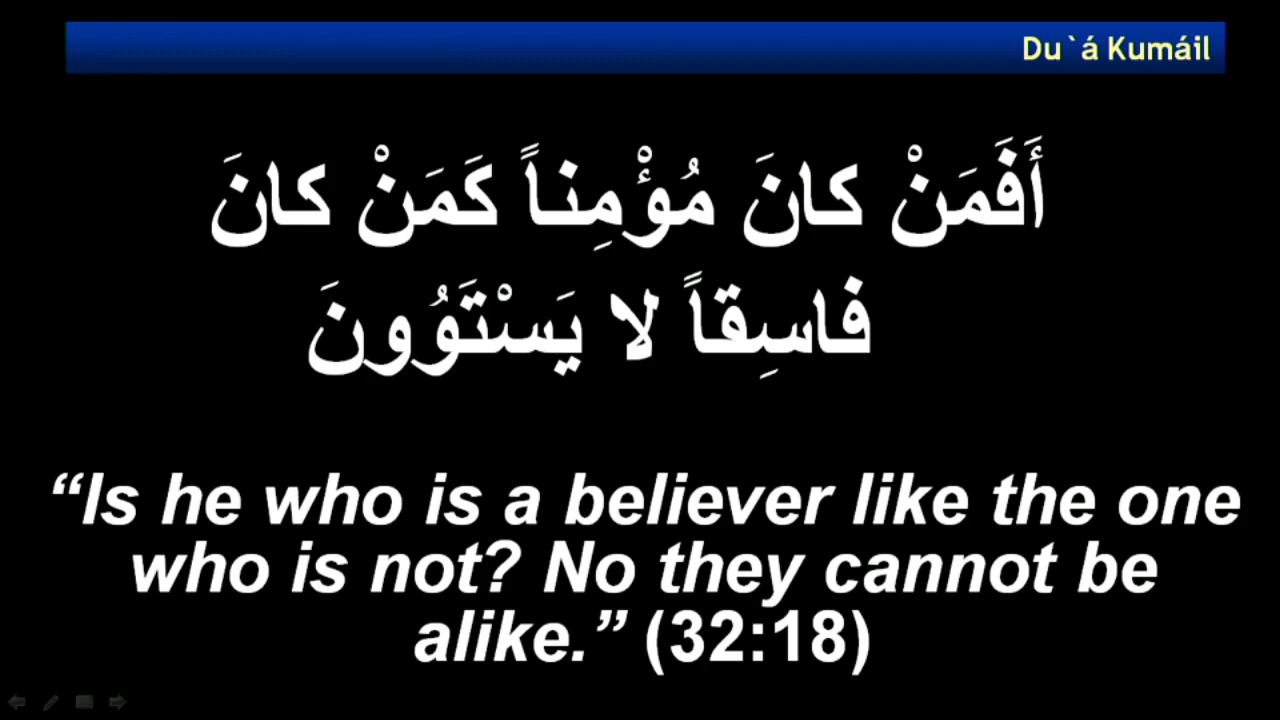 Du`á Kumáil
أَفَمَنْ كانَ مُؤْمِناً كَمَنْ كانَ
فاسِقاً لا يَسْتَوُونَ
“Is he who is a believer like the one
who is not? No they cannot be
alike.” (32:18)